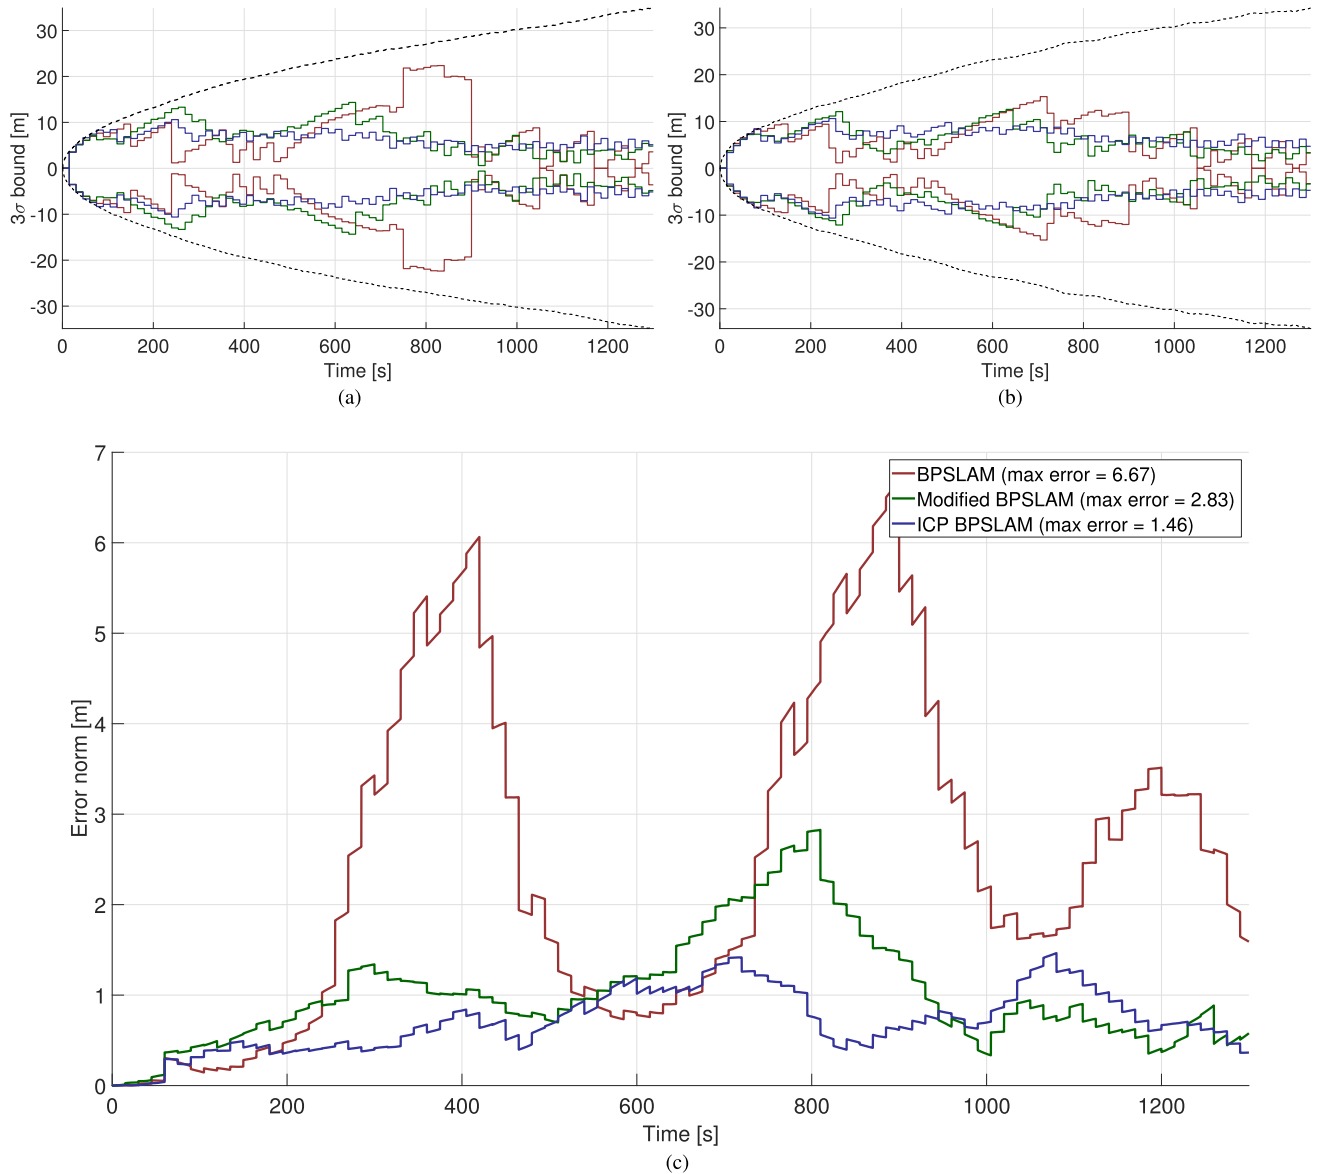 3σ bound [m]
30
20
10
0
-10
-20
-30
0 200 400 600 800 1000 1200
Time [s]
(a)
3σ bound [m]
30
20
10
0
-10
-20
-30
0 200 400 600 800 1000 1200
Time [s]
(b)
Error norm [m]
7
6
5
4
3
2
1
0
BPSLAM (max error = 6.67)
Modified BPSLAM (max error = 2.83)
ICP BPSLAM (max error = 1.46)
0 200 400 600 800 1000 1200
Time [s]
(c)